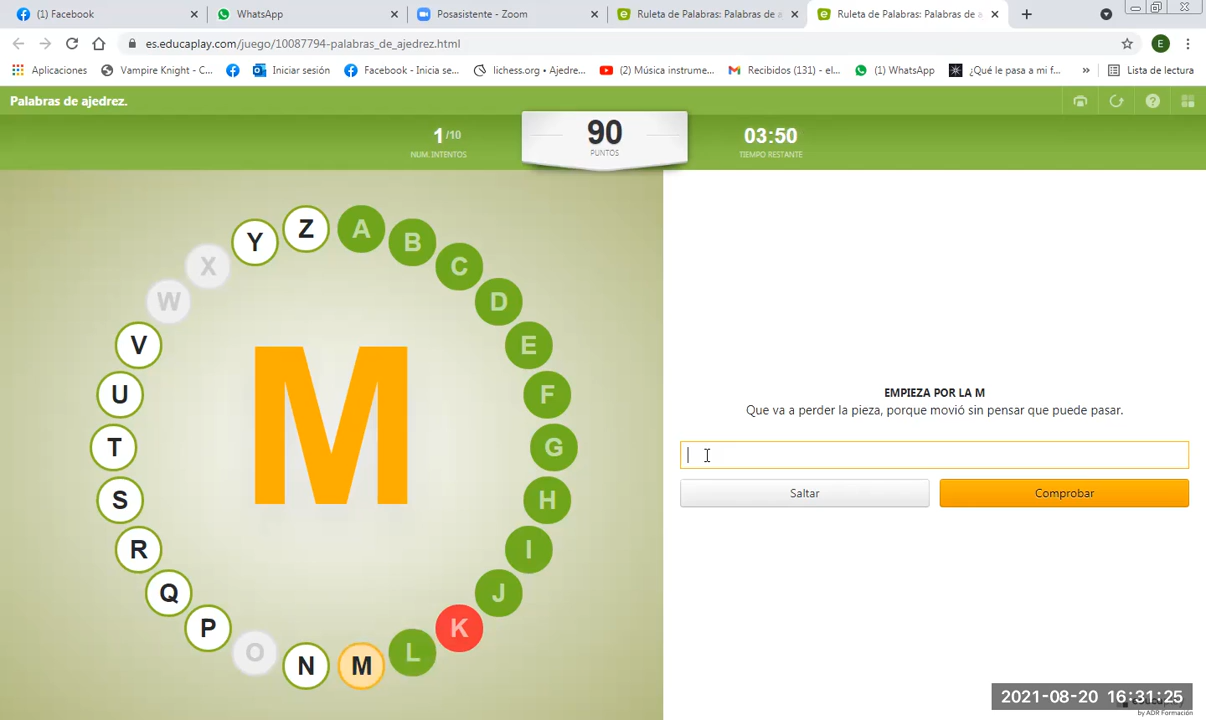 (1) Facebook
WhatsApp
Posasistente - Zoom
Ruleta de Palabras: Palabras de a
Ruleta de Palabras: Palabras de a
es.educaplay.com/juego/10087794-palabras_de_ajedrez.html
E
Aplicaciones
Vampire Knight - C...
Iniciar sesión
Facebook - Inicia se...
lichess.org • Ajedre...
(2) Música instrume...
Recibidos (131) - el...
(1) WhatsApp
¿Qué le pasa a mi f...
»
Lista de lectura
Palabras de ajedrez.
1/10
NUM. INTENTOS
90
PUNTOS
03:50
TIEMPO RESTANTE
A
B
C
D
E
F
G
H
I
J
K
L
M
N
O
P
Q
R
S
T
U
V
W
X
Y
Z
M
EMPIEZA POR LA M
Que va a perder la pieza, porque movió sin pensar que puede pasar.
Saltar
Comprobar
2021-08-20 16:31:25
by ADR Formación